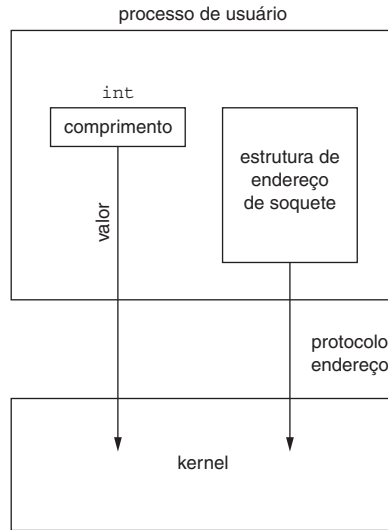 processo de usuário
int
comprimento
estrutura de
endereço
de soquete
valor
protocolo
endereço
kernel